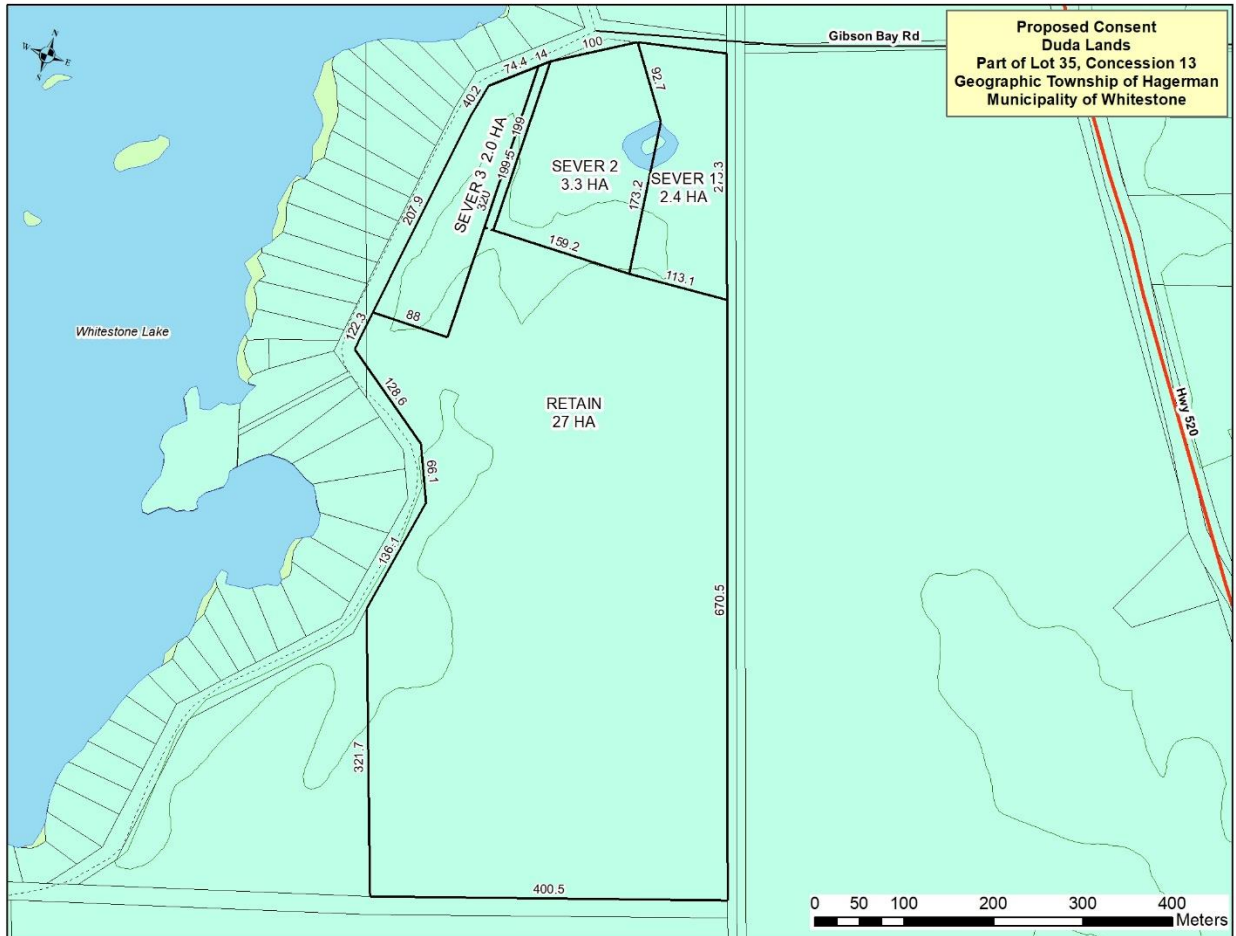 Proposed Consent
Duda Lands
Part of Lot 35, Concession 13
Geographic Township of Hagerman
Municipality of Whitestone
N
W
E
S
Gibson Bay Rd
100
14
74.4
40.2
92.7
SEVER 3 2.0 HA
199
199.5
320
207.9
SEVER 2
3.3 HA
SEVER 1
2.4 HA
173.2
159.2
113.1
88
122.3
Whitestone Lake
128.6
RETAIN
27 HA
Hwy 520
66.1
136.1
670.5
321.7
400.5
0 50 100 200 300 400
Meters